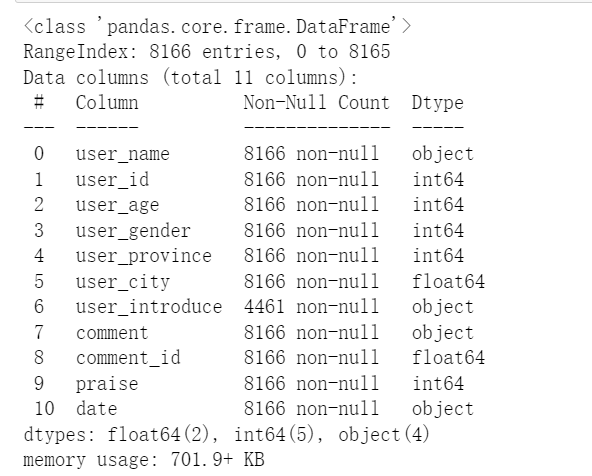 <class 'pandas.core.frame.DataFrame'>
RangeIndex: 8166 entries, 0 to 8165
Data columns (total 11 columns):
 #   Column          Non-Null Count  Dtype
---  ------          --------------  -----
 0   user_name       8166 non-null   object
 1   user_id         8166 non-null   int64
 2   user_age        8166 non-null   int64
 3   user_gender     8166 non-null   int64
 4   user_province   8166 non-null   int64
 5   user_city       8166 non-null   float64
 6   user_introduce  4461 non-null   object
 7   comment         8166 non-null   object
 8   comment_id      8166 non-null   float64
 9   praise          8166 non-null   int64
 10  date            8166 non-null   object
dtypes: float64(2), int64(5), object(4)
memory usage: 701.9+ KB